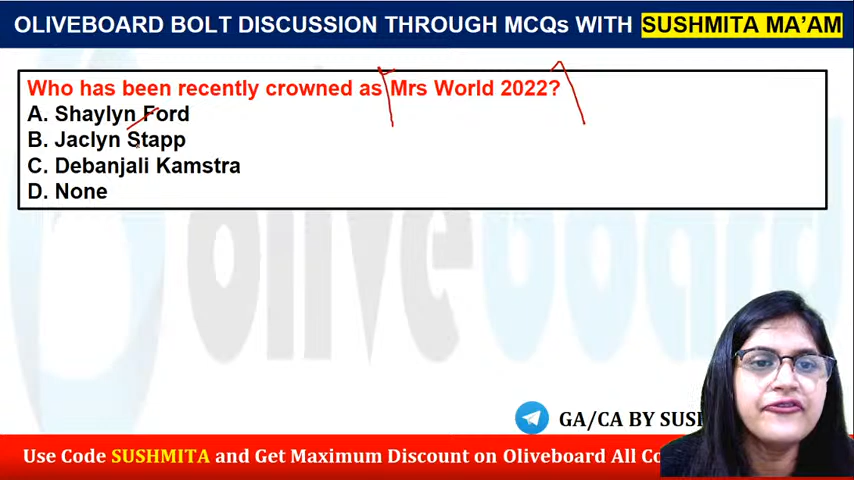 OLIVEBOARD BOLT DISCUSSION THROUGH MCQs WITH SUSHMITA MA’AM
Who has been recently crowned as Mrs World 2022?
A. Shaylyn Ford
B. Jaclyn Stapp
C. Debanjali Kamstra
D. None
oliveboard
GA/CA BY
Use Code SUSHMITA and Get Maximum Discount on Oliveboard All